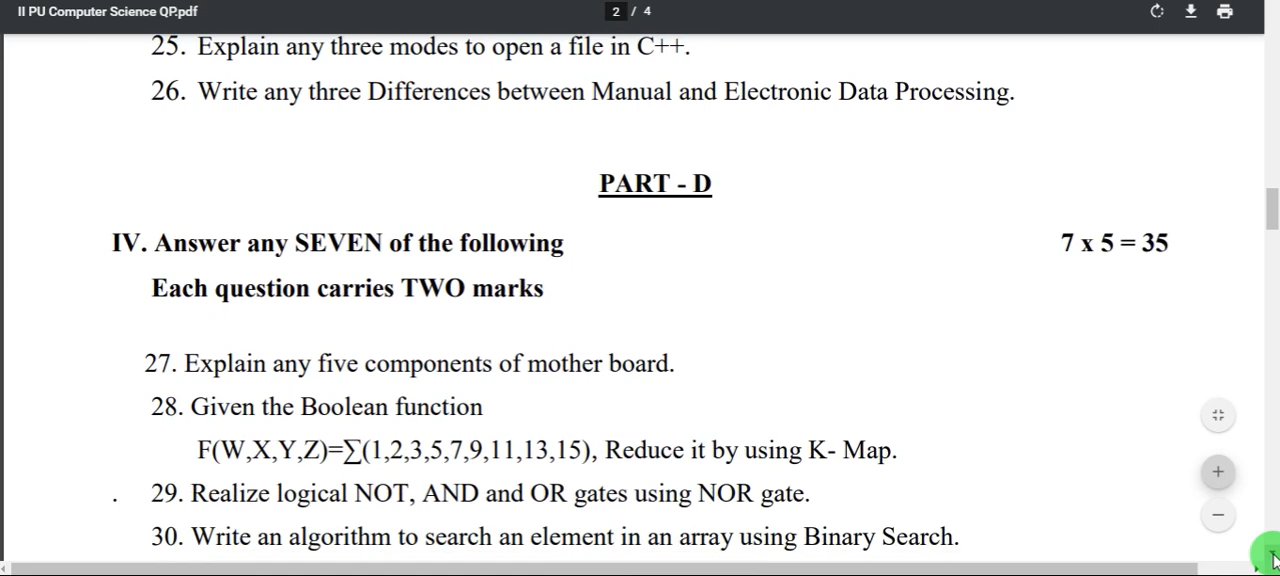 II PU Computer Science QP.pdf
2 / 4
25. Explain any three modes to open a file in C++.
26. Write any three Differences between Manual and Electronic Data Processing.
PART - D
IV. Answer any SEVEN of the following 7 x 5 = 35
Each question carries TWO marks
27. Explain any five components of mother board.
28. Given the Boolean function
F(W,X,Y,Z)=∑(1,2,3,5,7,9,11,13,15), Reduce it by using K- Map.
. 29. Realize logical NOT, AND and OR gates using NOR gate.
30. Write an algorithm to search an element in an array using Binary Search.